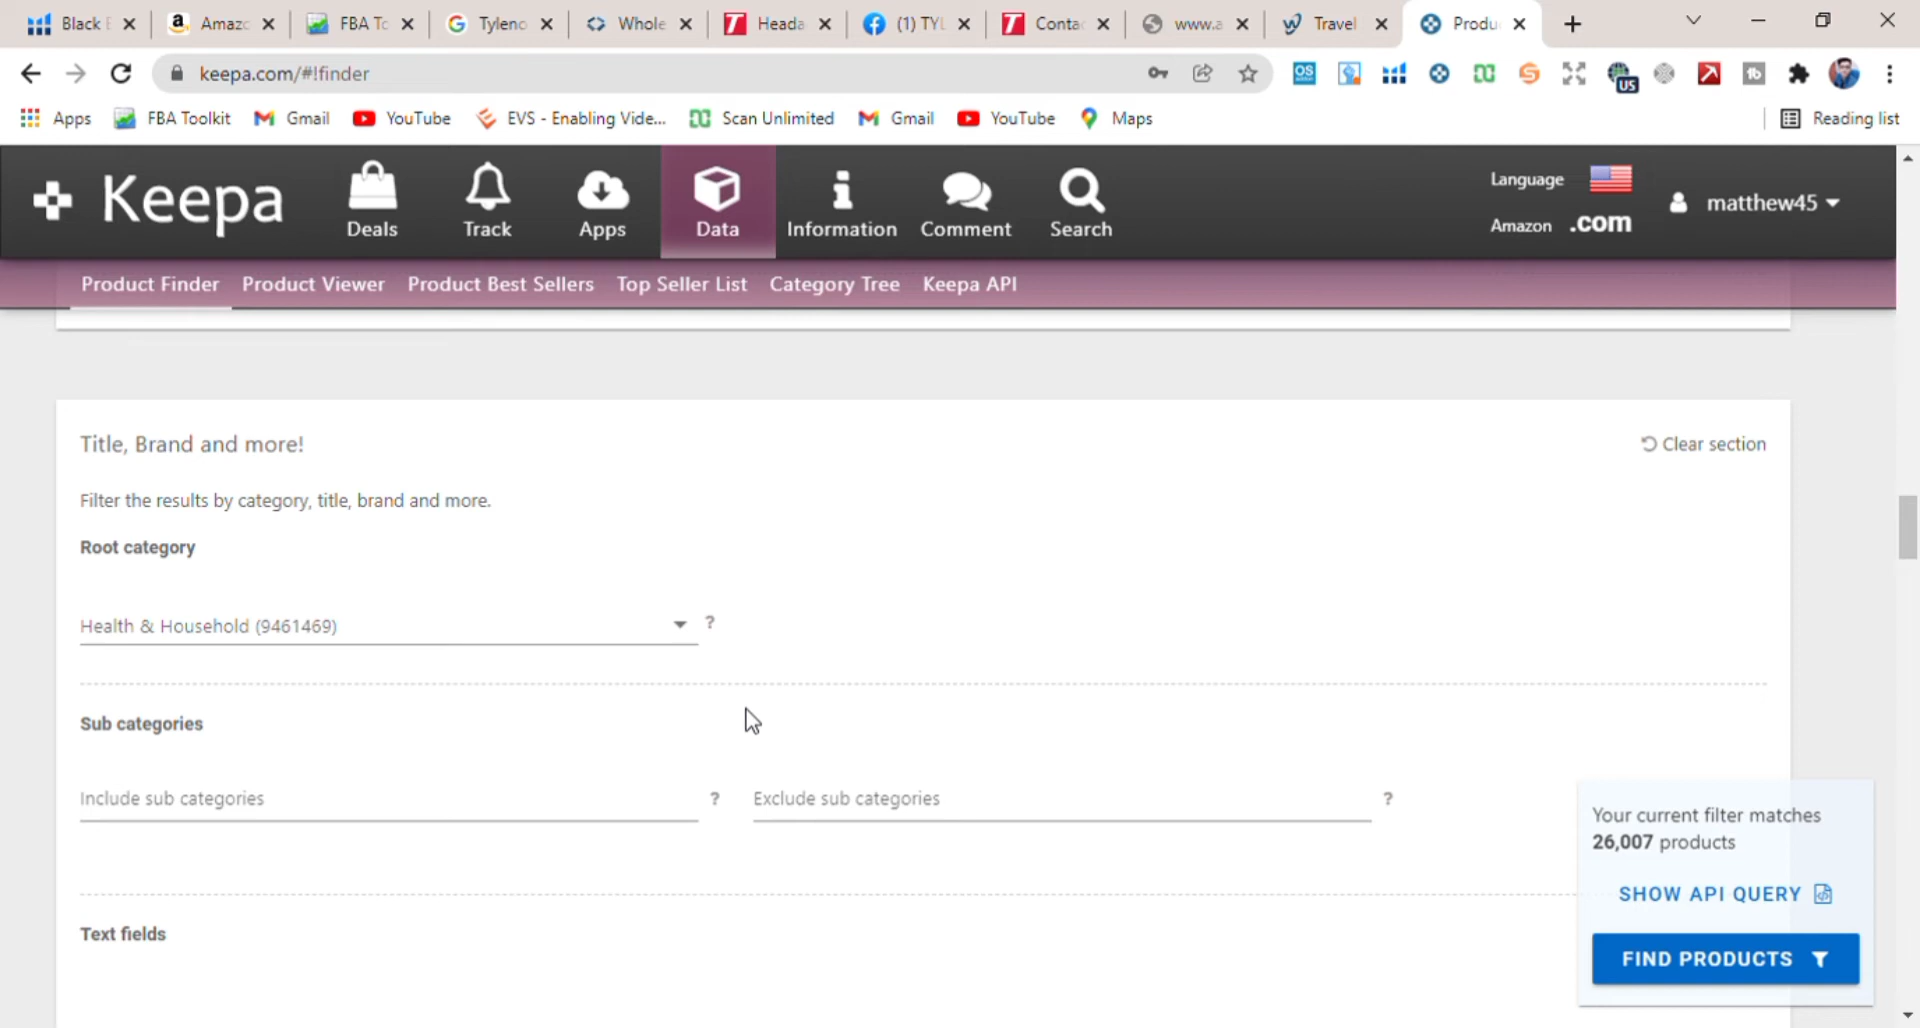 Black E
Amazo
FBA To
Tyleno
Whole
Heada
(1) TYL
Contac
www.a
Travel
Produ
keepa.com/#!finder
OS
US
Apps
FBA Toolkit
Gmail
YouTube
EVS - Enabling Vide...
Scan Unlimited
Gmail
YouTube
Maps
Reading list
Keepa
Deals
Track
Apps
Data
Information
Comment
Search
Language
Amazon .com
matthew45
Product Finder
Product Viewer
Product Best Sellers
Top Seller List
Category Tree
Keepa API
Title, Brand and more!
Clear section
Filter the results by category, title, brand and more.
Root category
Health & Household (9461469)
?
Sub categories
Include sub categories
?
Exclude sub categories
?
Text fields
Your current filter matches
26,007 products
SHOW API QUERY
FIND PRODUCTS